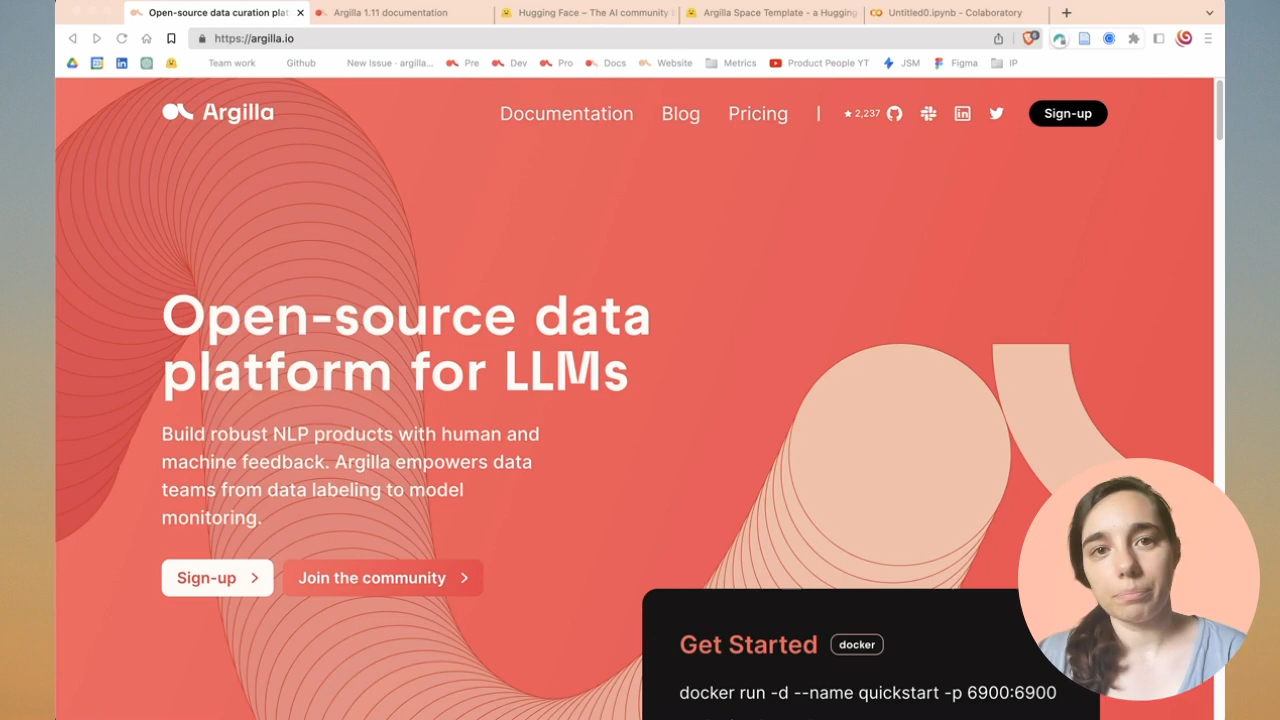 Open-source data curation plat
Argilla 1.11 documentation
Hugging Face – The AI community
Argilla Space Template - a Hugging
Untitled0.ipynb - Colaboratory
https://argilla.io
Team work
Github
New Issue · argilla...
Pre
Dev
Pro
Docs
Website
Metrics
Product People YT
JSM
Figma
IP
Argilla
Documentation
Blog
Pricing
2,237
Sign-up
Open-source data
platform for LLMs
Build robust NLP products with human and
machine feedback. Argilla empowers data
teams from data labeling to model
monitoring.
Sign-up
Join the community
Get Started
docker
docker run -d --name quickstart -p 6900:6900